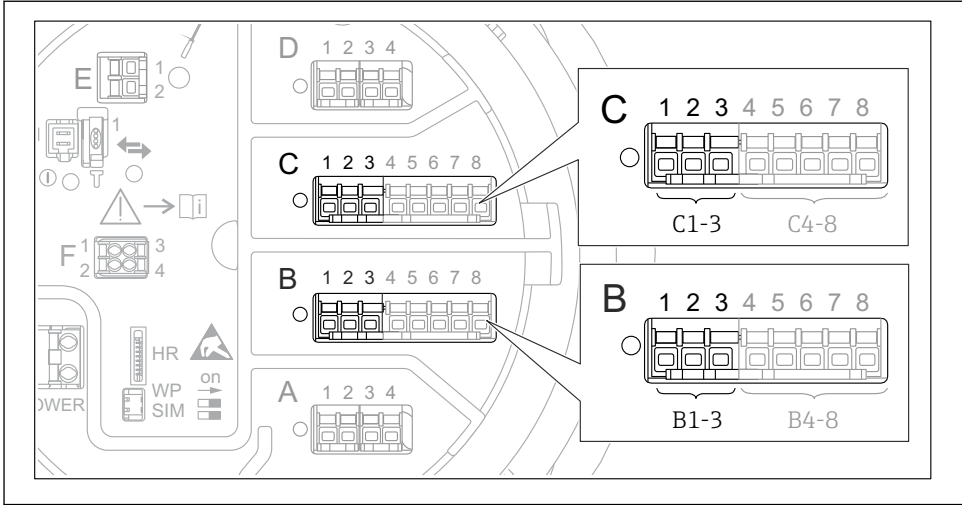 D 1 2 3 4
E 1
2
1
C 1 2 3 4 5 6 7 8
i
F 1 3
2 4
B 1 2 3 4 5 6 7 8
HR
on
WP
SIM
OWER
A 1 2 3 4
C 1 2 3 4 5 6 7 8
C1-3 C4-8
B 1 2 3 4 5 6 7 8
B1-3 B4-8